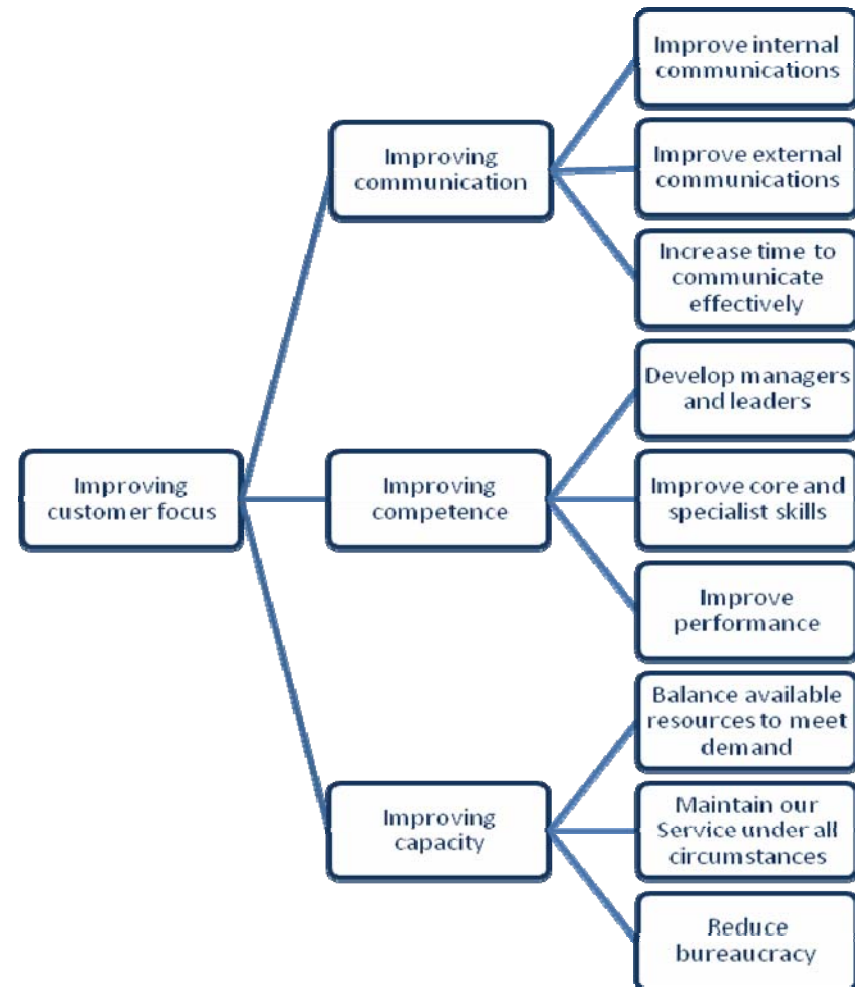 Improving
customer focus
Improving
communication
Improve internal
communications
Improve external
communications
Increase time to
communicate
effectively
Improving
competence
Develop managers
and leaders
Improve core and
specialist skills
Improve
performance
Improving
capacity
Balance available
resources to meet
demand
Maintain our
Service under all
circumstances
Reduce
bureaucracy